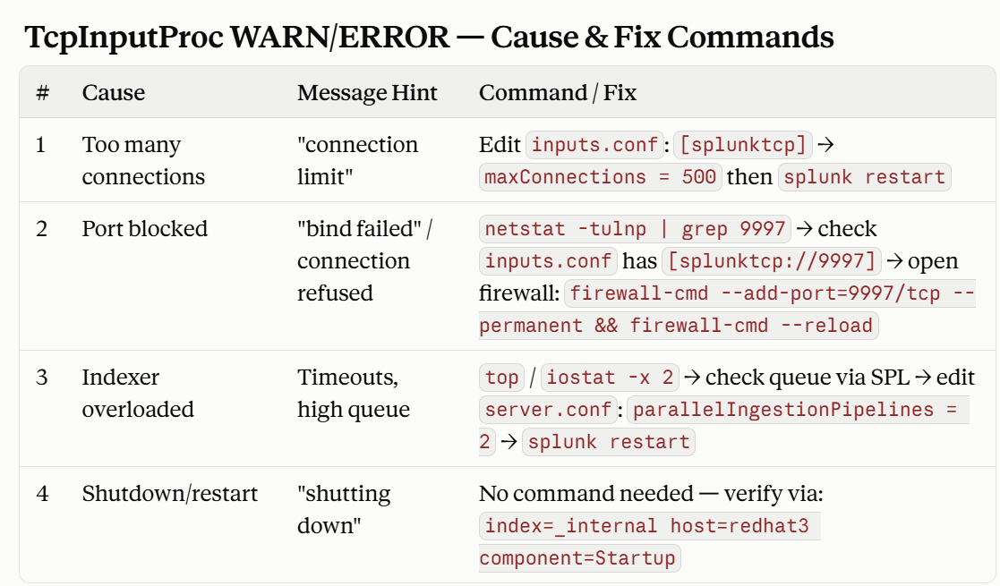 TcpInputProc WARN/ERROR — Cause & Fix Commands
# Cause Message Hint Command / Fix
1 Too many "connection Edit inputs.conf: [splunktcp] →
connections limit" maxConnections = 500 then splunk restart
2 Port blocked "bind failed" / netstat -tulnp | grep 9997 → check
connection inputs.conf has [splunktcp://9997] → open
refused firewall: firewall-cmd --add-port=9997/tcp --
permanent && firewall-cmd --reload
3 Indexer Timeouts, top / iostat -x 2 → check queue via SPL → edit
overloaded high queue server.conf: parallelIngestionPipelines =
2 → splunk restart
4 Shutdown/restart "shutting No command needed — verify via:
down" index=_internal host=redhat3
component=Startup